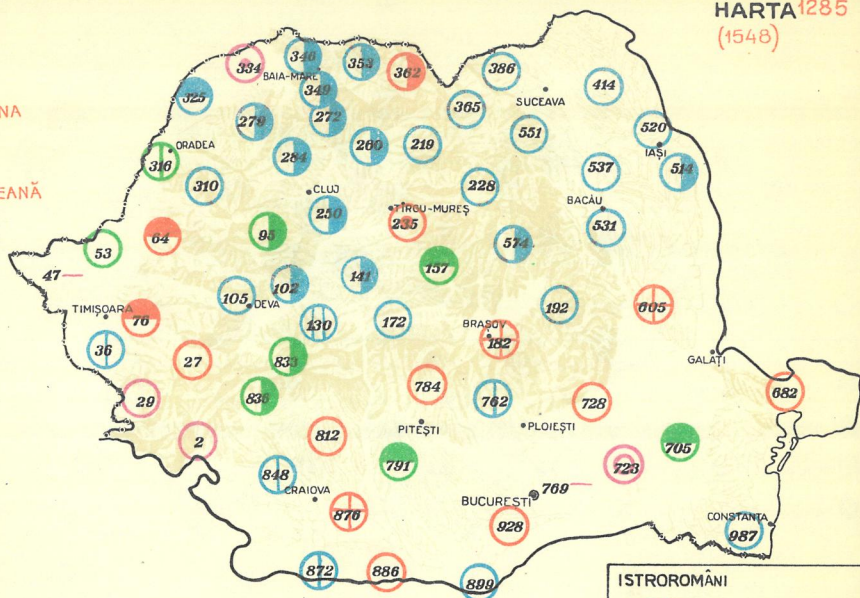 HARTA 1285
(1548)
346 353
334 362 386
BAIA-MARE
349 414
325 SUCEAVA
NA 365
279 272 520
551
ORADEA 284 260 219 IAȘI
316 537 514
EANĂ 310 228
CLUJ BACĂU
250 TÎRGU-MUREȘ
235 531
64 95 574
53
157
47 102 141
105 DEVA 192 605
TIMIȘOARA
76 130 172 BRAȘOV
182
36 27 833 GALAȚI
784 682
29 836 762 728
812 PITEȘTI PLOIEȘTI
2 705
791 723
848
CRAIOVA 769
876 BUCUREȘTI
928 CONSTANȚA
987
872 886 899
ISTROROMÂNI